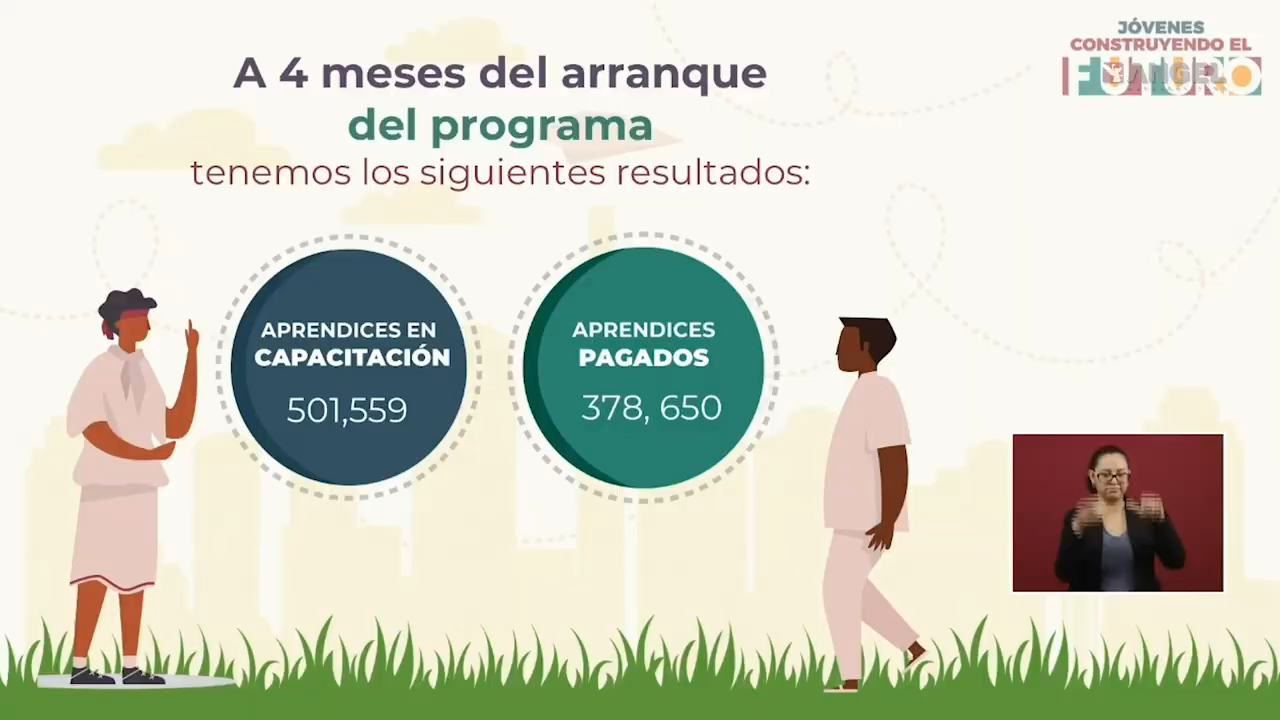 A 4 meses del arranque
del programa
tenemos los siguientes resultados:
JÓVENES
CONSTRUYENDO EL
FUTURO
APRENDICES EN
CAPACITACIÓN
501,559
APRENDICES
PAGADOS
378, 650